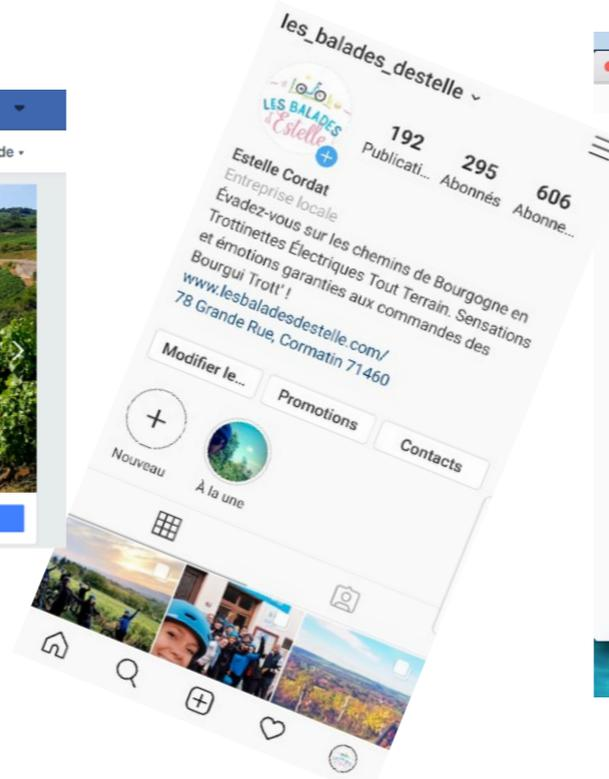 de
les_balades_destelle
LES BALADES
d'Estelle
192
Publicati...
295
Abonnés
606
Abonne...
Estelle Cordat
Entreprise locale
Évadez-vous sur les chemins de Bourgogne en
Trottinettes Électriques Tout Terrain. Sensations
et émotions garanties aux commandes des
Bourgui Trott' !
www.lesbaladesdestelle.com/
78 Grande Rue, Cormatin 71460
Modifier le...
Promotions
Contacts
Nouveau
À la une